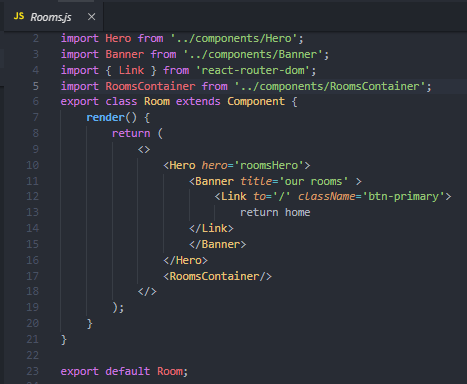 JS Rooms.js ×
2 import Hero from '../components/Hero';
3 import Banner from '../components/Banner';
4 import { Link } from 'react-router-dom';
5 import RoomsContainer from '../components/RoomsContainer';
6 export class Room extends Component {
7 render() {
8 return (
9 <>
10 <Hero hero='roomsHero'>
11 <Banner title='our rooms' >
12 <Link to='/' className='btn-primary'>
13 return home
14 </Link>
15 </Banner>
16 </Hero>
17 <RoomsContainer/>
18 </>
19 );
20 }
21 }
22
23 export default Room;